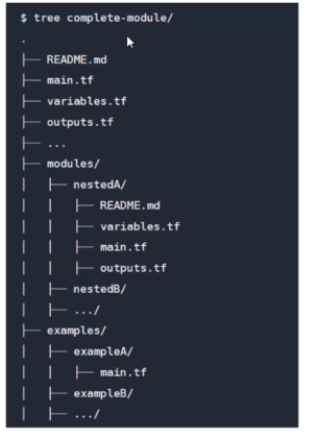 $ tree complete-module/
.
├── README.md
├── main.tf
├── variables.tf
├── outputs.tf
├── ...
├── modules/
│   ├── nestedA/
│   │   ├── README.md
│   │   ├── variables.tf
│   │   ├── main.tf
│   │   ├── outputs.tf
│   ├── nestedB/
│   ├── .../
├── examples/
│   ├── exampleA/
│   │   ├── main.tf
│   ├── exampleB/
│   ├── .../